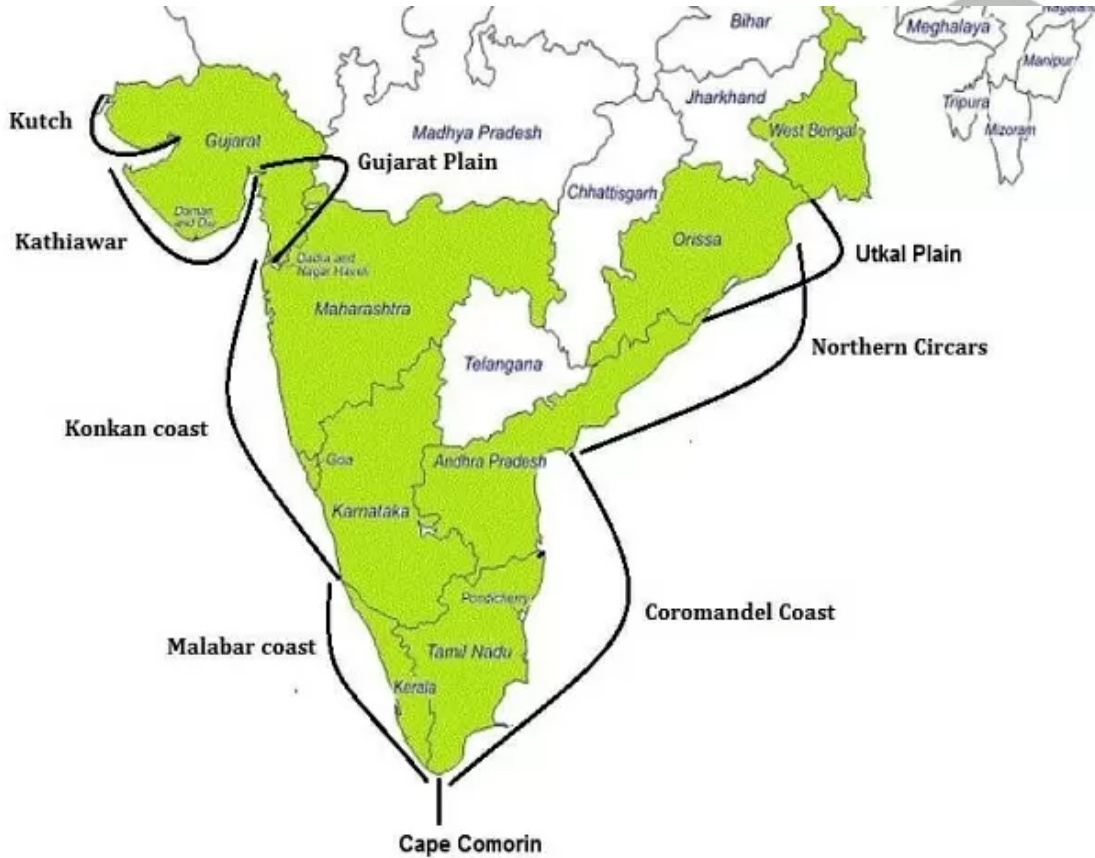 Bihar
Meghalaya
Manipur
Jharkhand
Tripura
Mizoram
Kutch
Gujarat
Madhya Pradesh
West Bengal
Gujarat Plain
Chhattisgarh
Daman
and Diu
Kathiawar
Orissa
Utkal Plain
Dadra and
Nagar Haveli
Maharashtra
Northern Circars
Telangana
Konkan coast
Goa
Andhra Pradesh
Karnataka
Pondicherry
Coromandel Coast
Malabar coast
Tamil Nadu
Kerala
Cape Comorin